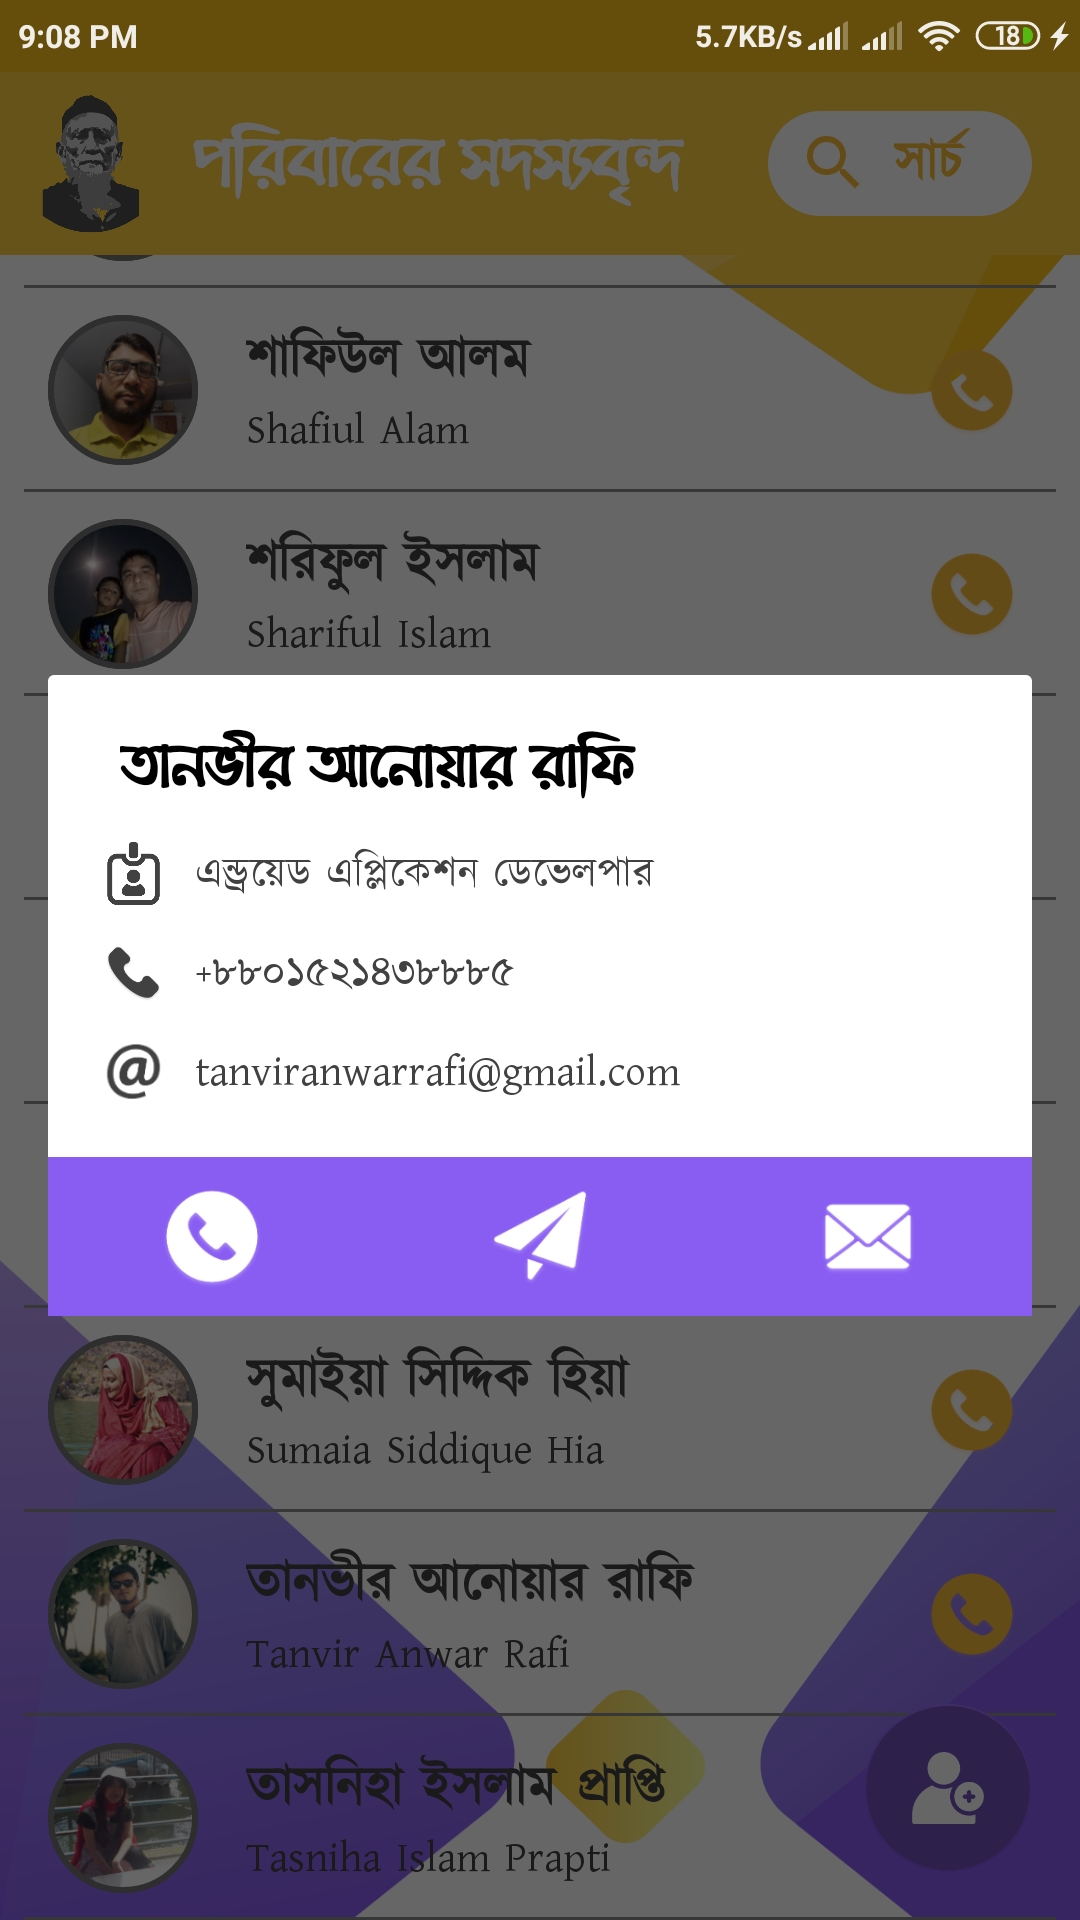 9:08 PM 5.7KB/s 18
পরিবারের সদস্যবৃন্দ সার্চ
শাফিউল আলম
Shafiul Alam
শরিফুল ইসলাম
Shariful Islam
তানভীর আনোয়ার রাফি
এন্ড্রয়েড এপ্লিকেশন ডেভেলপার
+৮৮০১৫২১৪৩৮৮৮৫
tanviranwarrafi@gmail.com
সুমাইয়া সিদ্দিক হিয়া
Sumaia Siddique Hia
তানভীর আনোয়ার রাফি
Tanvir Anwar Rafi
তাসনিহা ইসলাম প্রাপ্তি
Tasniha Islam Prapti